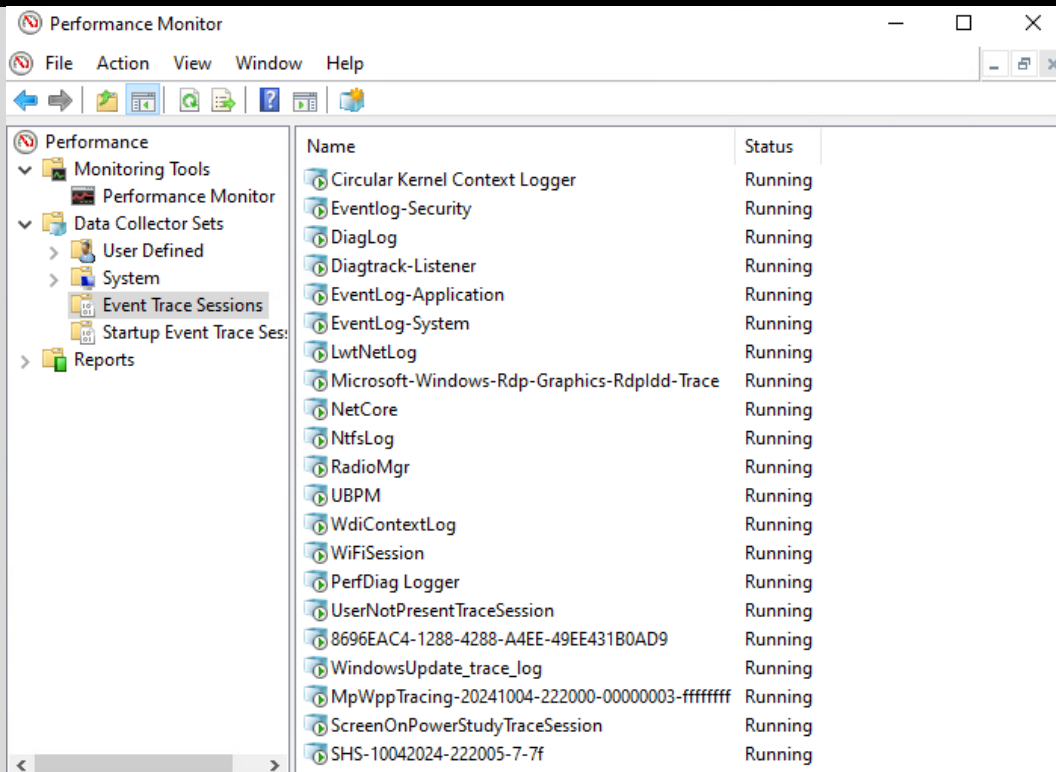 Performance Monitor
File Action View Window Help
Performance
Monitoring Tools
Performance Monitor
Data Collector Sets
User Defined
System
Event Trace Sessions
Startup Event Trace Ses
Reports
Name Status
Circular Kernel Context Logger Running
Eventlog-Security Running
DiagLog Running
Diagtrack-Listener Running
EventLog-Application Running
EventLog-System Running
LwtNetLog Running
Microsoft-Windows-Rdp-Graphics-RdpIdd-Trace Running
NetCore Running
NtfsLog Running
RadioMgr Running
UBPM Running
WdiContextLog Running
WiFiSession Running
PerfDiag Logger Running
UserNotPresentTraceSession Running
8696EAC4-1288-4288-A4EE-49EE431B0AD9 Running
WindowsUpdate_trace_log Running
MpWppTracing-20241004-222000-00000003-ffffffff Running
ScreenOnPowerStudyTraceSession Running
SHS-10042024-222005-7-7f Running